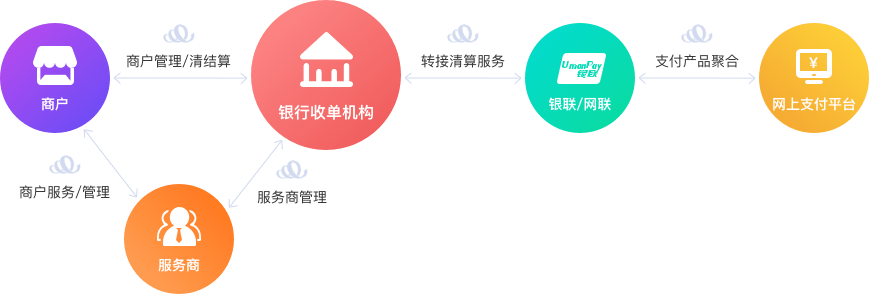 商户管理/清结算
转接清算服务
支付产品聚合
¥
UnionPay
银联
商户
银行收单机构
银联/网联
网上支付平台
商户服务/管理
服务商管理
服务商